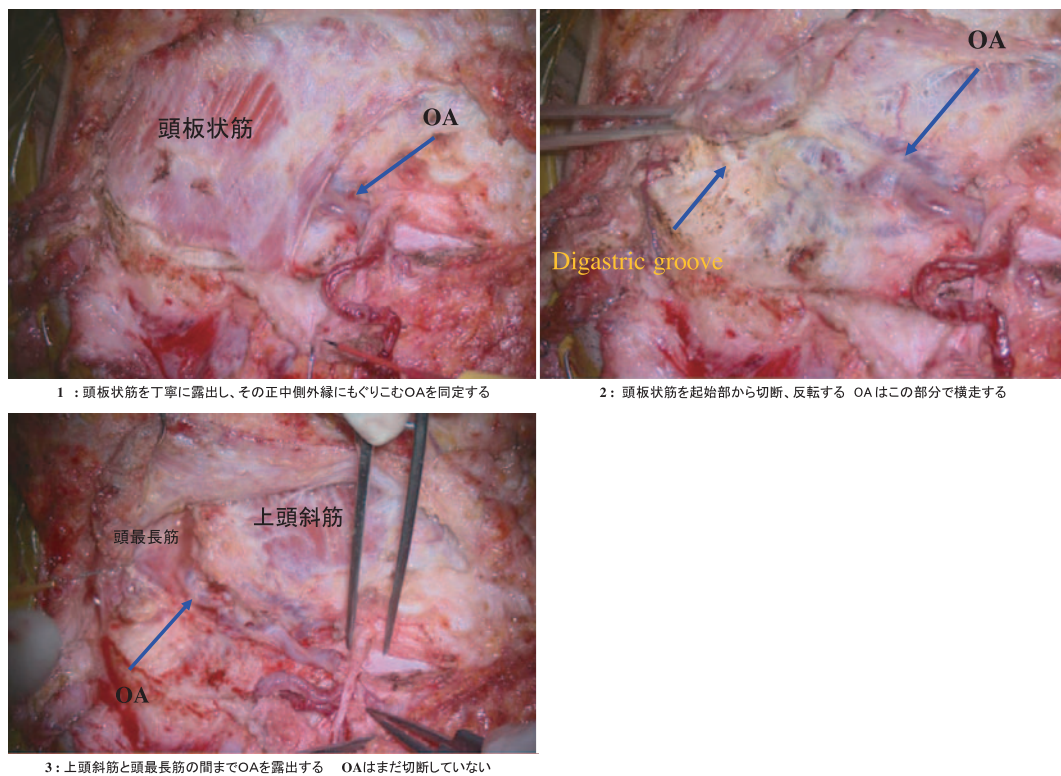 頭板状筋
OA
1 : 頭板状筋を丁寧に露出し、その正中側外縁にもぐりこむOAを同定する
OA
Digastric groove
2 : 頭板状筋を起始部から切断、反転する OAはこの部分で横走する
上頭斜筋
頭最長筋
OA
3 : 上頭斜筋と頭最長筋の間までOAを露出する OAはまだ切断していない